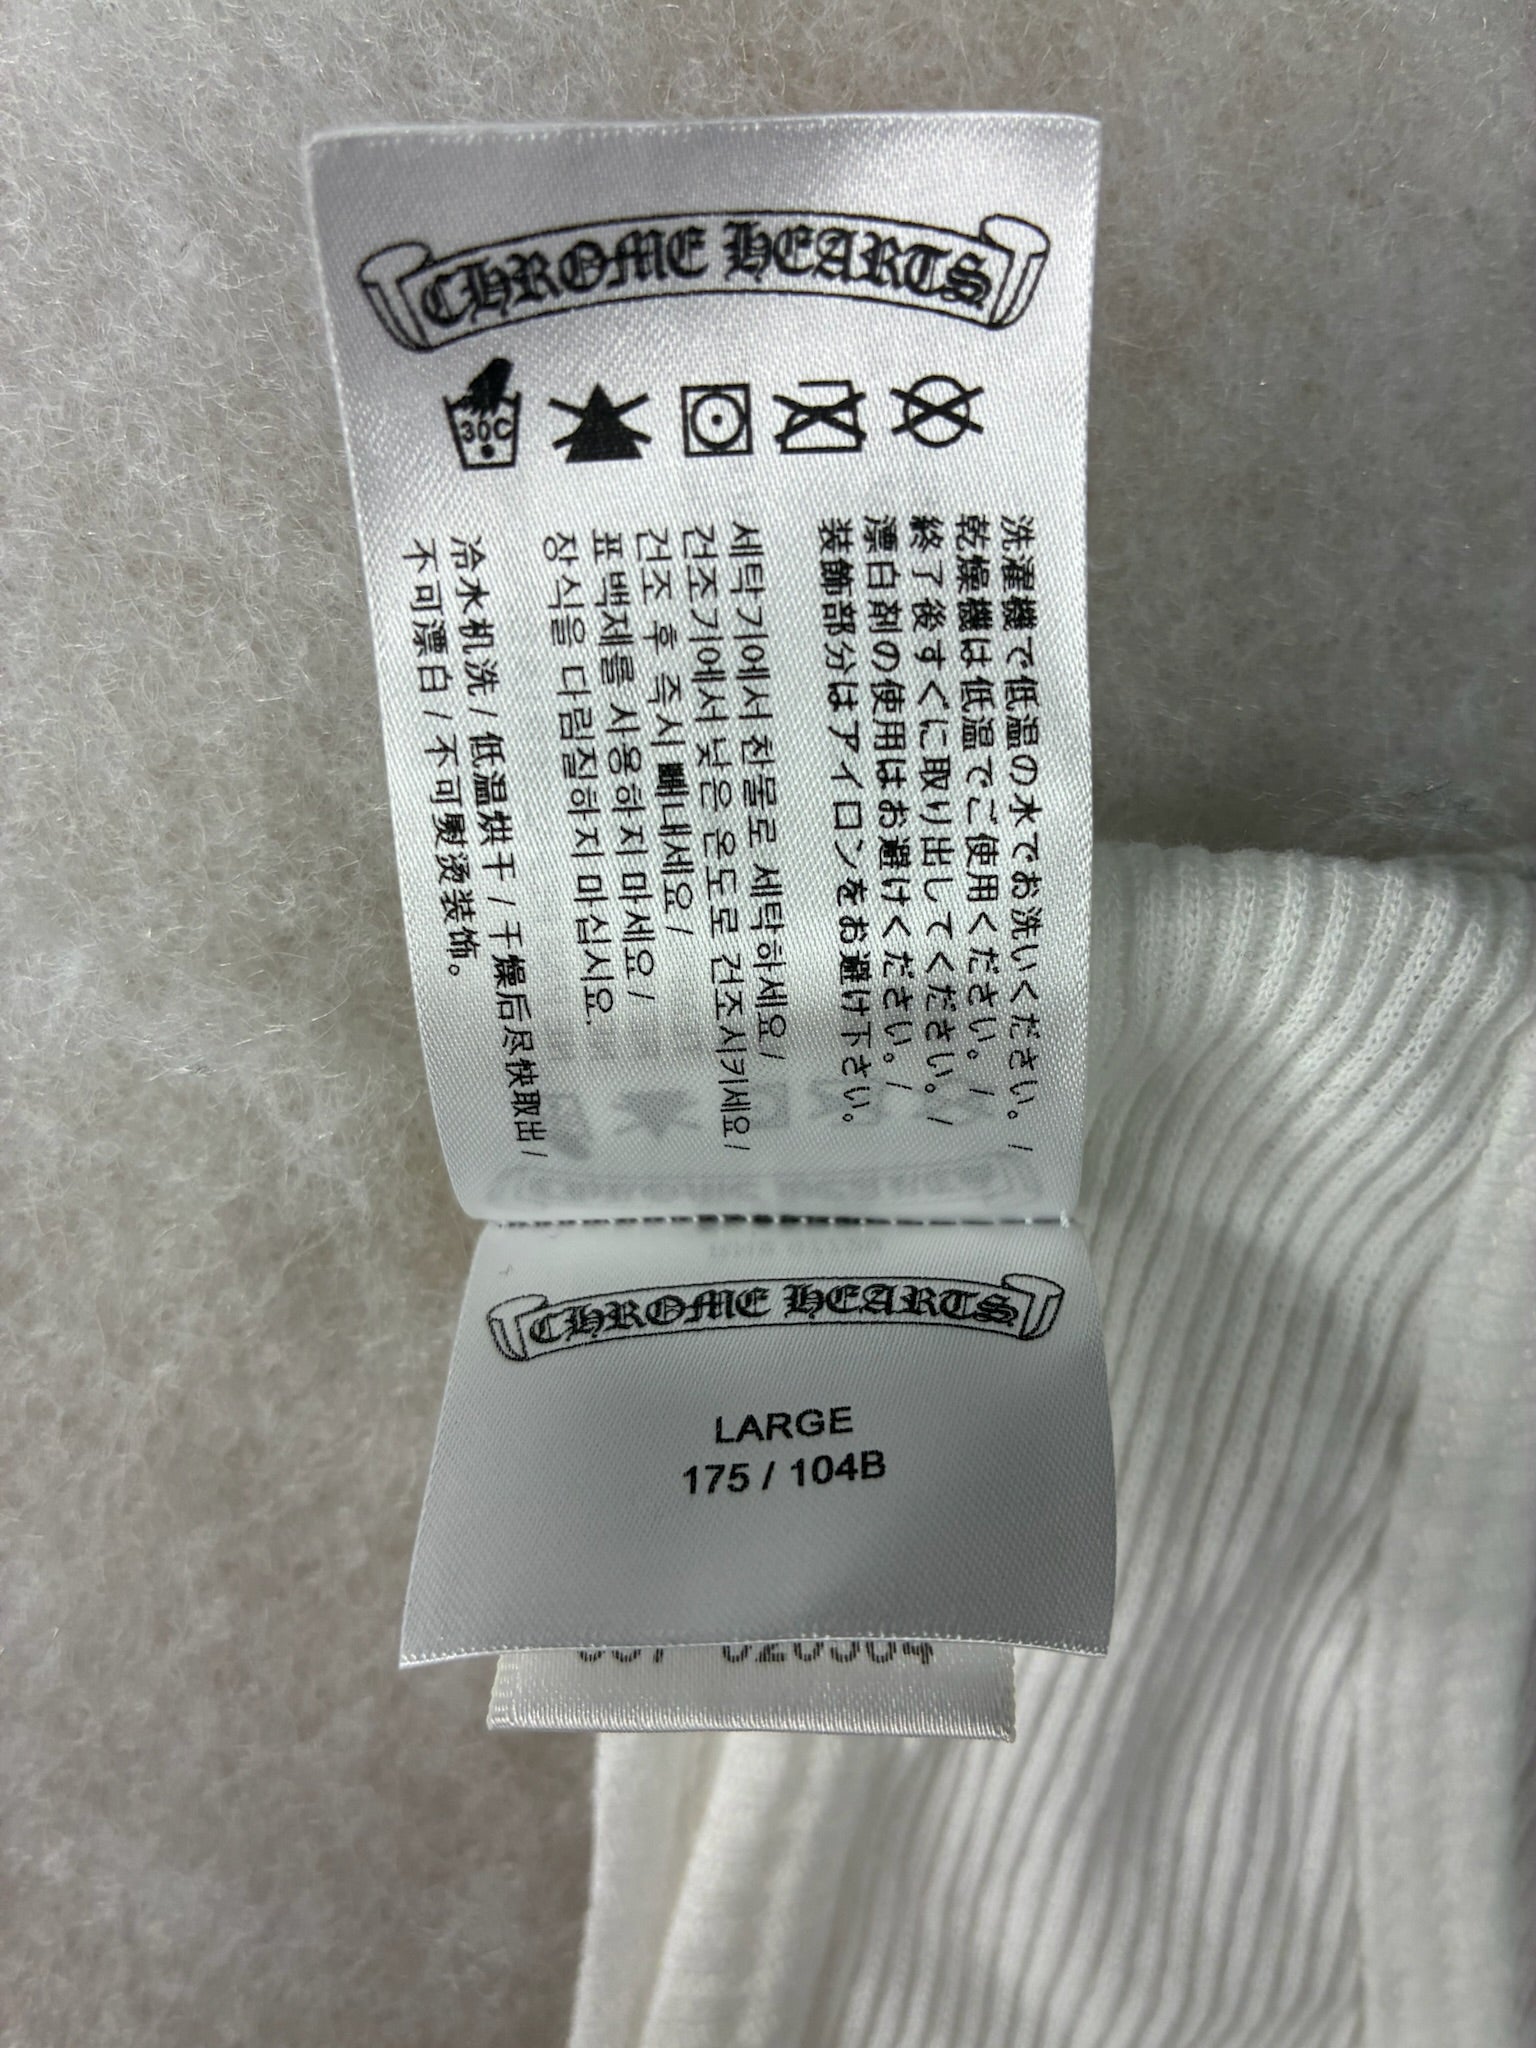 CHROME HEARTS
30C
洗濯機で低温の水でお洗いください。/
乾燥機は低温でご使用ください。/
終了後すぐに取り出してください。/
漂白剤の使用はお避けください。/
装飾部分はアイロンをお避け下さい。
세탁기에서 찬물로 세탁하세요/
건조기에서 낮은 온도로 건조시키세요/
건조 후 즉시 빼내세요/
표백제를 사용하지 마세요/
장식을 다림질하지 마십시요.
冷水机洗/低温烘干/干燥后尽快取出/
不可漂白/不可熨烫装饰。
CHROME HEARTS
LARGE
175 / 104B